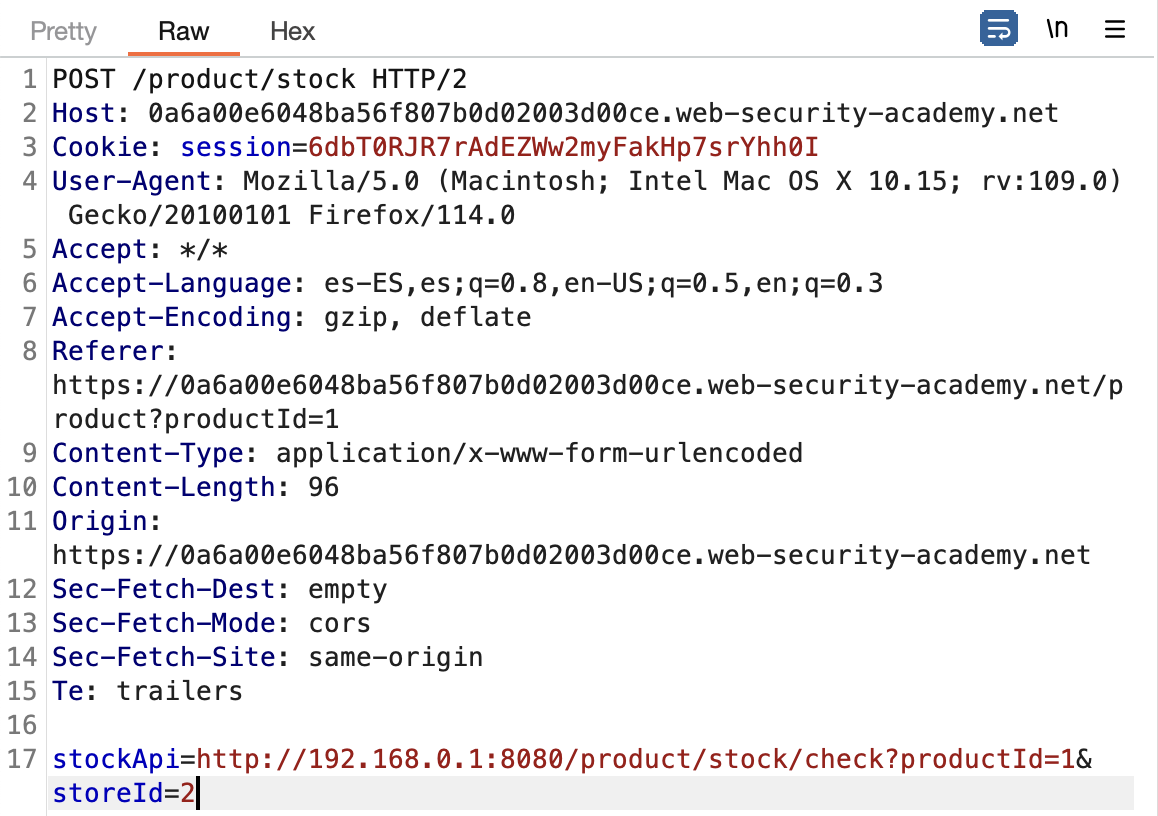 Pretty Raw Hex \n
1 POST /product/stock HTTP/2
2 Host: 0a6a00e6048ba56f807b0d02003d00ce.web-security-academy.net
3 Cookie: session=6dbT0RJR7rAdEZWw2myFakHp7srYhh0I
4 User-Agent: Mozilla/5.0 (Macintosh; Intel Mac OS X 10.15; rv:109.0)
Gecko/20100101 Firefox/114.0
5 Accept: */*
6 Accept-Language: es-ES,es;q=0.8,en-US;q=0.5,en;q=0.3
7 Accept-Encoding: gzip, deflate
8 Referer:
https://0a6a00e6048ba56f807b0d02003d00ce.web-security-academy.net/p
roduct?productId=1
9 Content-Type: application/x-www-form-urlencoded
10 Content-Length: 96
11 Origin:
https://0a6a00e6048ba56f807b0d02003d00ce.web-security-academy.net
12 Sec-Fetch-Dest: empty
13 Sec-Fetch-Mode: cors
14 Sec-Fetch-Site: same-origin
15 Te: trailers
16
17 stockApi=http://192.168.0.1:8080/product/stock/check?productId=1&
storeId=2